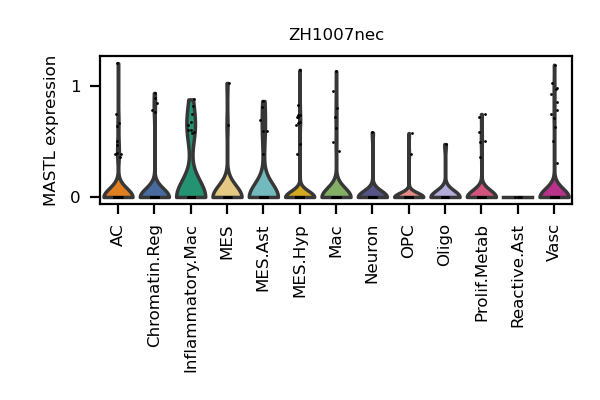 ZH1007nec
MASTL expression
1
0
AC
Chromatin.Reg
Inflammatory.Mac
MES
MES.Ast
MES.Hyp
Mac
Neuron
OPC
Oligo
Prolif.Metab
Reactive.Ast
Vasc